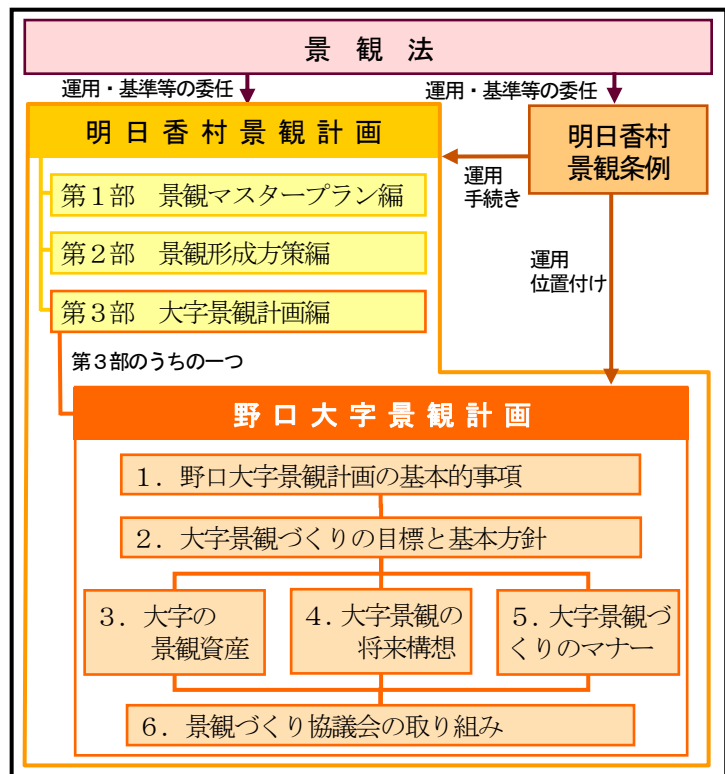 景観法
運用・基準等の委任
運用・基準等の委任
明日香村景観計画
明日香村
景観条例
運用
手続き
第１部　景観マスタープラン編
第２部　景観形成方策編
運用
位置付け
第３部　大字景観計画編
第３部のうちの一つ
野口大字景観計画
１．野口大字景観計画の基本的事項
２．大字景観づくりの目標と基本方針
３．大字の
景観資産
４．大字景観の
将来構想
５．大字景観づ
くりのマナー
６．景観づくり協議会の取り組み